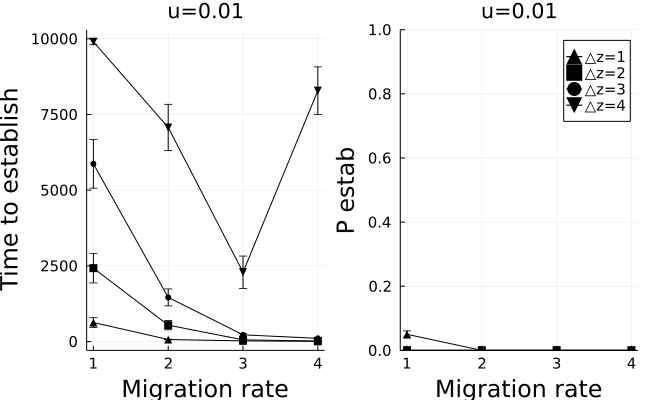 u=0.01
Time to establish
10000
7500
5000
2500
0
1
2
3
4
Migration rate
u=0.01
P estab
1.0
0.8
0.6
0.4
0.2
0.0
1
2
3
4
Migration rate
△z=1
△z=2
△z=3
△z=4